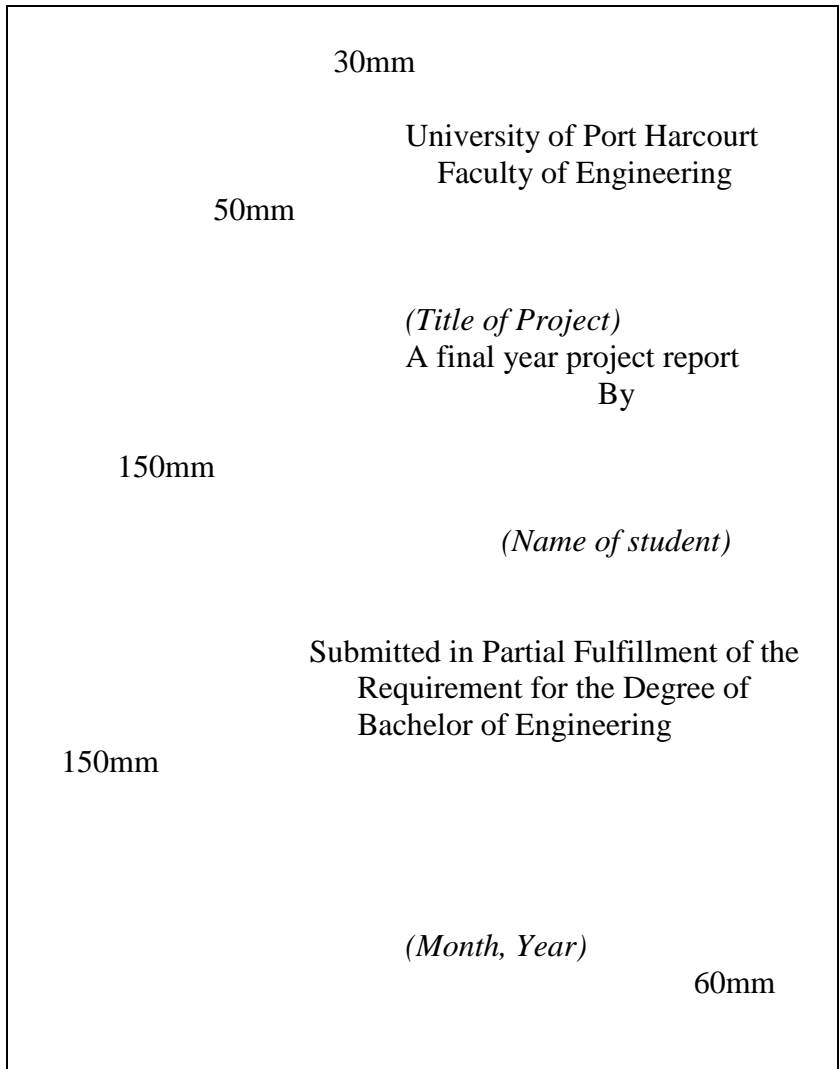 30mm
University of Port Harcourt
Faculty of Engineering
50mm
(Title of Project)
A final year project report
By
150mm
(Name of student)
Submitted in Partial Fulfillment of the
Requirement for the Degree of
Bachelor of Engineering
150mm
(Month, Year)
60mm